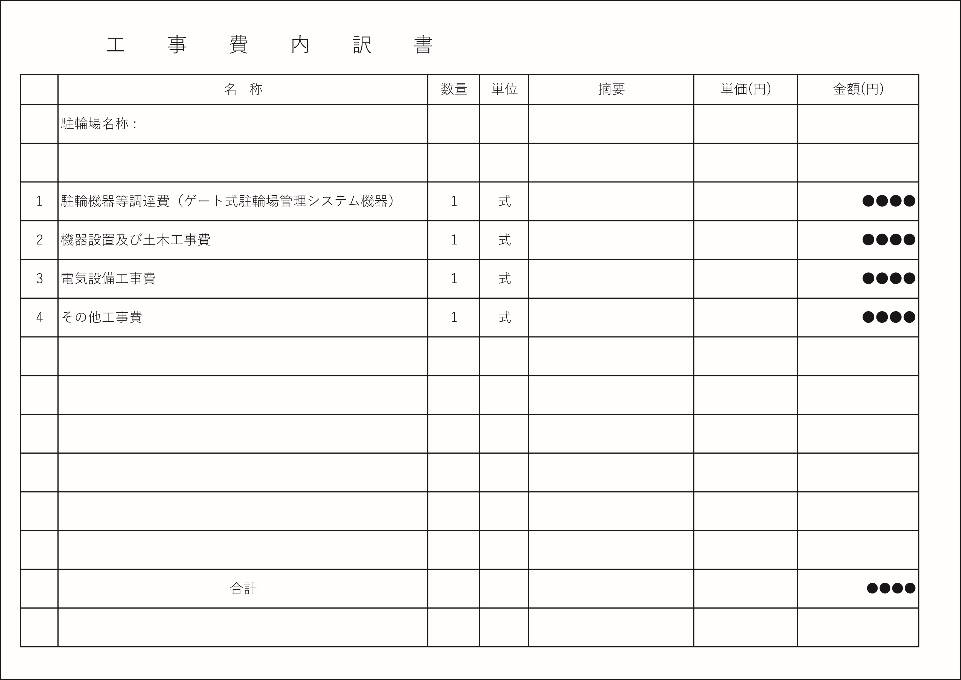 工 事 費 内 訳 書
名 称 数量 単位 摘要 単価(円) 金額(円)
駐輪場名称：
1 駐輪機器等調達費（ゲート式駐輪場管理システム機器） 1 式 ●●●●
2 機器設置及び土木工事費 1 式 ●●●●
3 電気設備工事費 1 式 ●●●●
4 その他工事費 1 式 ●●●●
合計 ●●●●